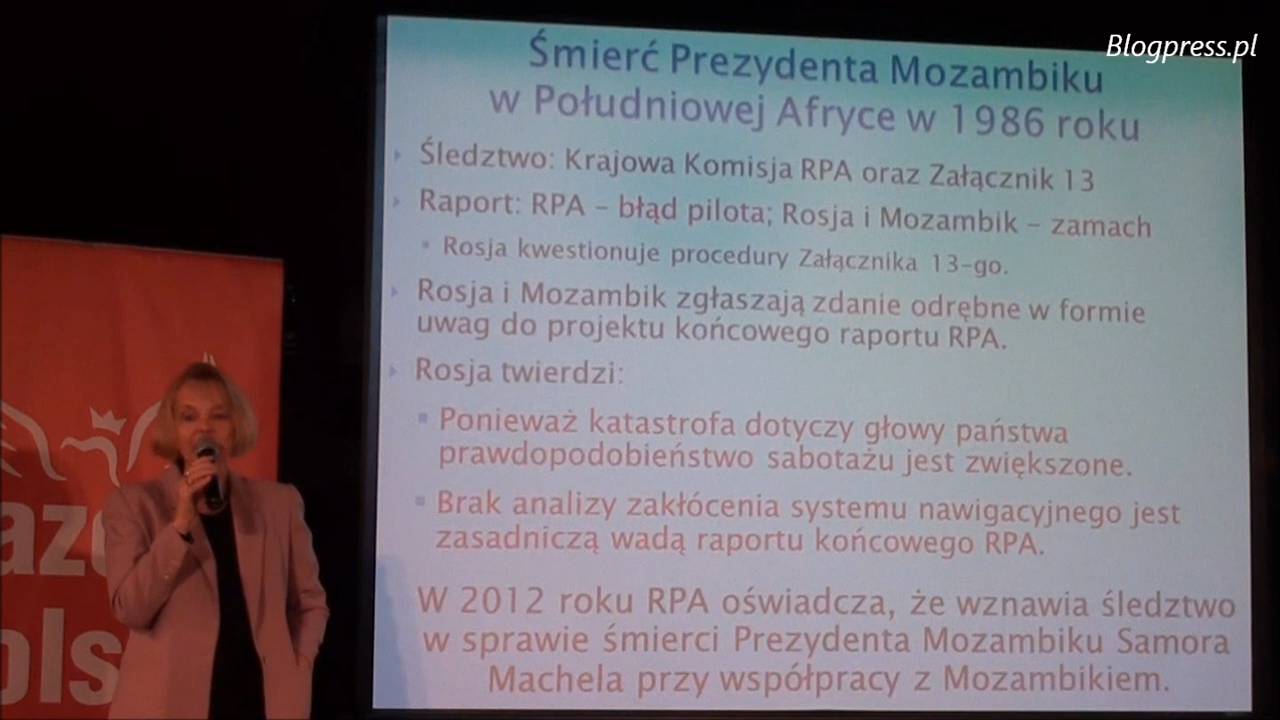 Blogpress.pl
Śmierć Prezydenta Mozambiku
w Południowej Afryce w 1986 roku
Śledztwo: Krajowa Komisja RPA oraz Załącznik 13
Raport: RPA – błąd pilota; Rosja i Mozambik – zamach
Rosja kwestionuje procedury Załącznika 13-go.
Rosja i Mozambik zgłaszają zdanie odrębne w formie
uwag do projektu końcowego raportu RPA.
Rosja twierdzi:
Ponieważ katastrofa dotyczy głowy państwa
prawdopodobieństwo sabotażu jest zwiększone.
Brak analizy zakłócenia systemu nawigacyjnego jest
zasadniczą wadą raportu końcowego RPA.
W 2012 roku RPA oświadcza, że wznawia śledztwo
w sprawie śmierci Prezydenta Mozambiku Samora
Machela przy współpracy z Mozambikiem.